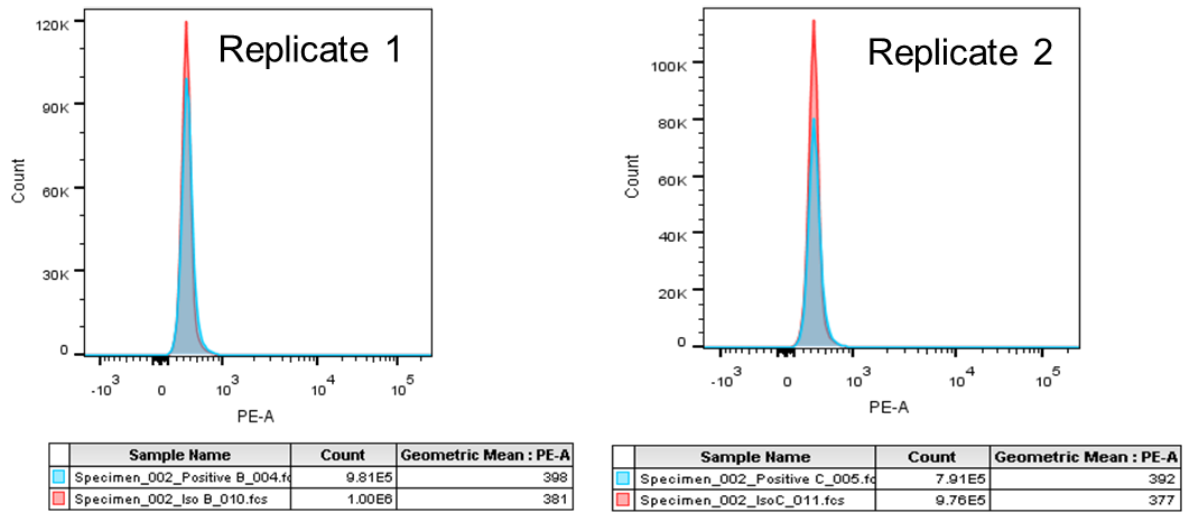 Replicate 1
120K
90K
60K
30K
0
Count
-10^3 0 10^3 10^4 10^5
PE-A
Sample Name Count Geometric Mean : PE-A
Specimen_002_Positive B_004.fc 9.81E5 398
Specimen_002_Iso B_010.fcs 1.00E6 381
Replicate 2
100K
80K
60K
40K
20K
0
Count
-10^3 0 10^3 10^4 10^5
PE-A
Sample Name Count Geometric Mean : PE-A
Specimen_002_Positive C_005.fc 7.91E5 392
Specimen_002_IsoC_011.fcs 9.76E5 377